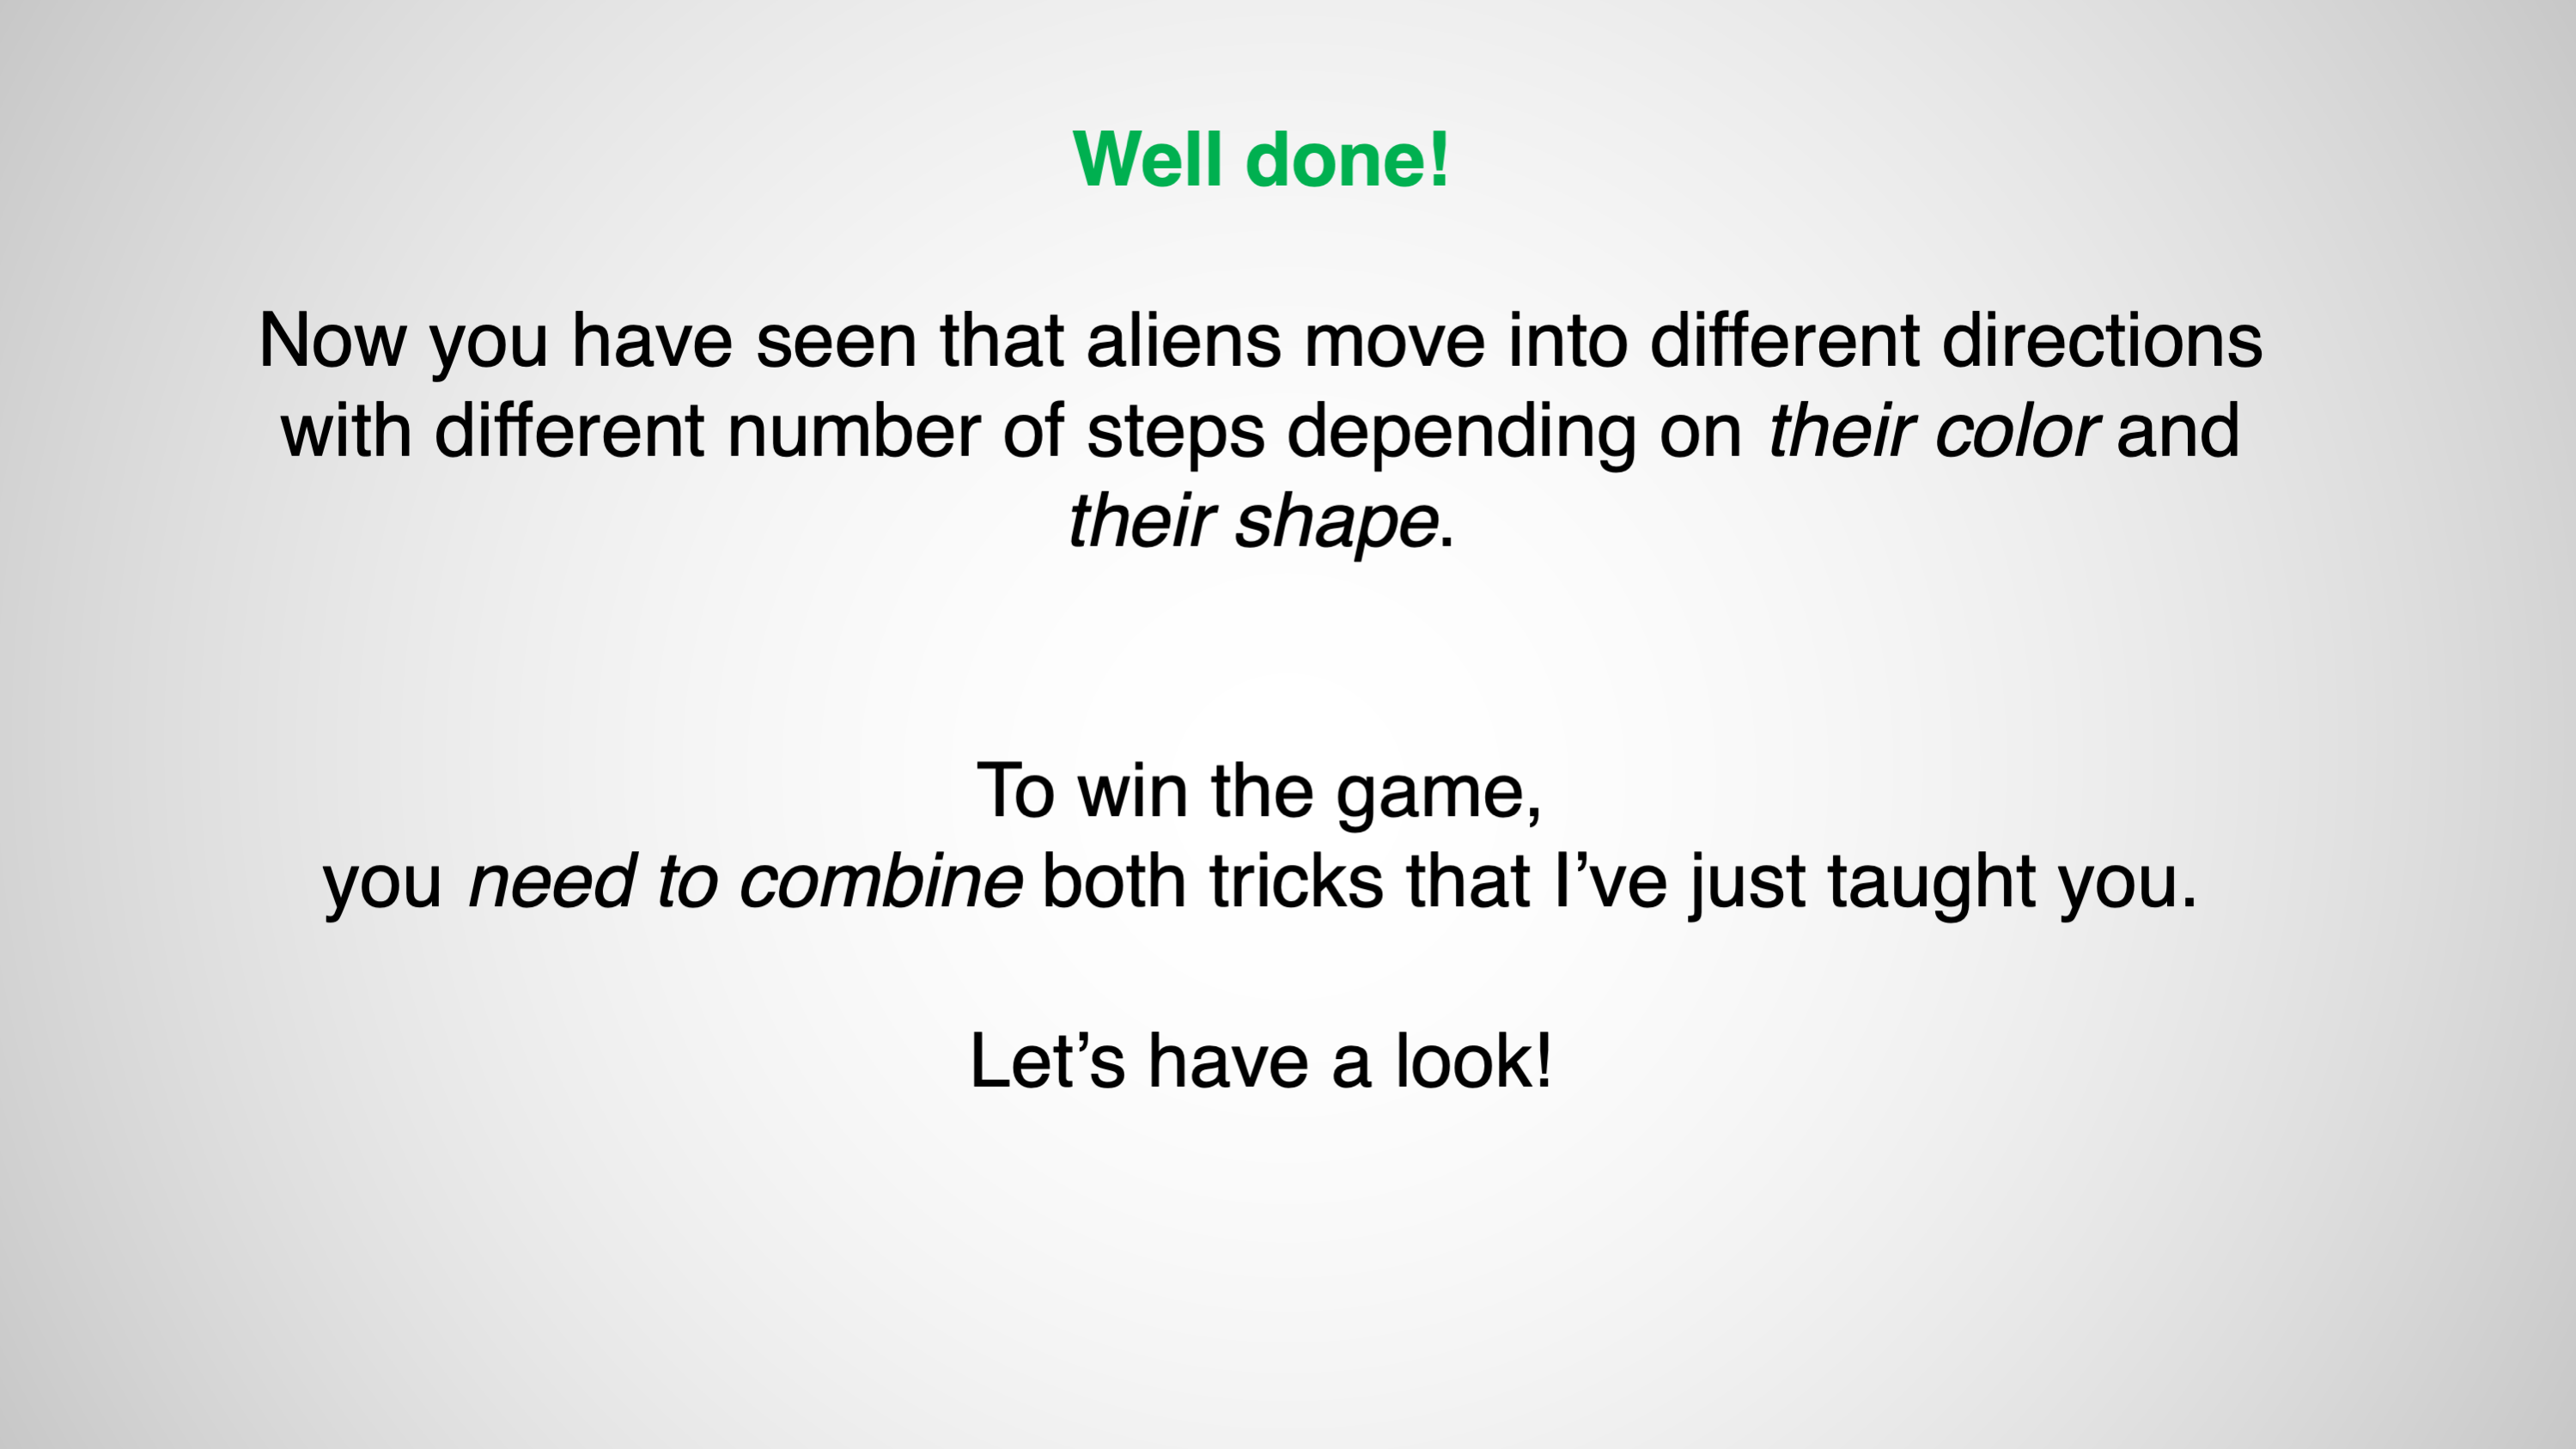 Well done!
Now you have seen that aliens move into different directions
with different number of steps depending on their color and
their shape.
To win the game,
you need to combine both tricks that I’ve just taught you.
Let’s have a look!